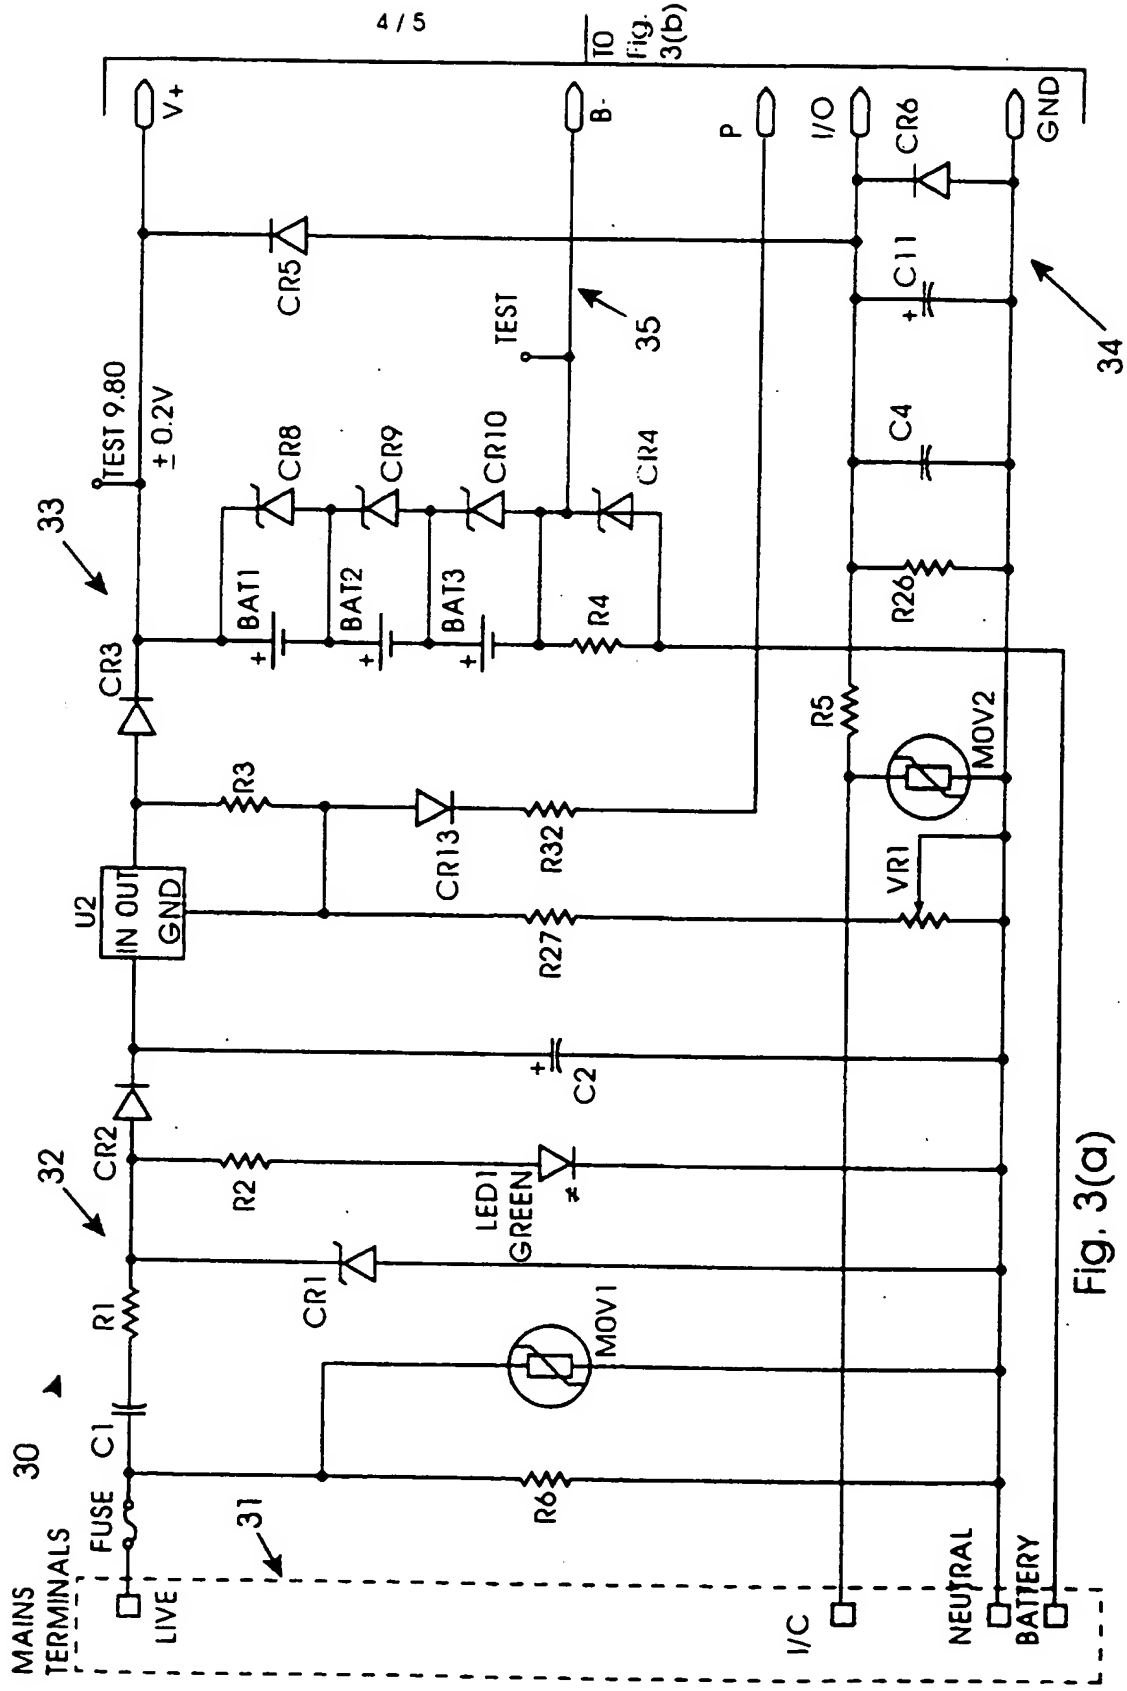 4 / 5
MAINS
TERMINALS
30
31
32
33
34
35
LIVE
FUSE
C1
R1
CR2
U2
IN OUT
GND
CR3
TEST 9.80
± 0.2V
V+
TO
Fig.
3(b)
R6
MOV1
CR1
R2
LED1
GREEN
*
+
C2
R3
CR13
R32
R27
VR1
BAT1
+
BAT2
+
BAT3
+
R4
CR8
CR9
CR10
CR4
TEST
B-
CR5
P
I/C
R5
MOV2
R26
C4
C11
+
CR6
I/O
NEUTRAL
GND
BATTERY
Fig. 3(a)